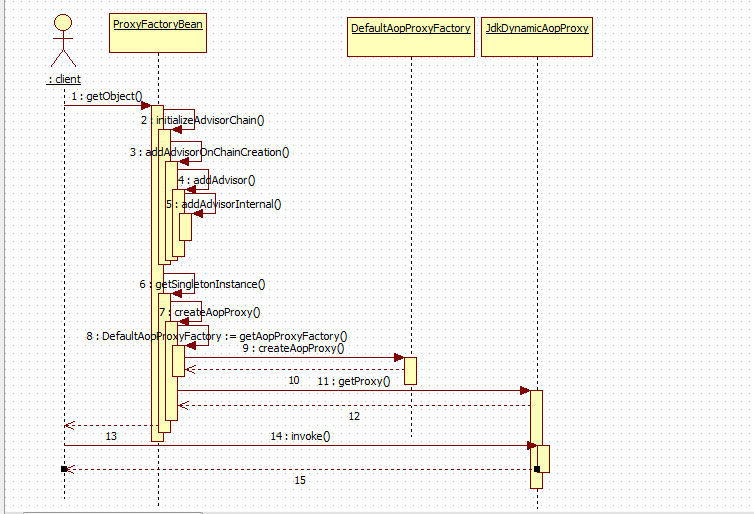 ProxyFactoryBean
DefaultAopProxyFactory
JdkDynamicAopProxy
: client
1 : getObject()
2 : initializeAdvisorChain()
3 : addAdvisorOnChainCreation()
4 : addAdvisor()
5 : addAdvisorInternal()
6 : getSingletonInstance()
7 : createAopProxy()
8 : DefaultAopProxyFactory := getAopProxyFactory()
9 : createAopProxy()
10
11 : getProxy()
12
13
14 : invoke()
15